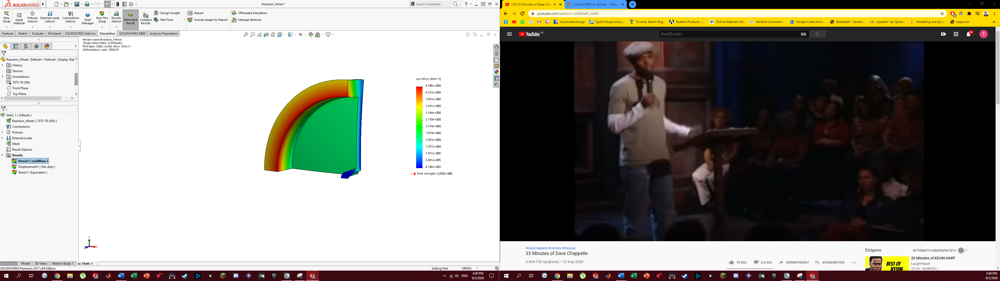 SOLIDWORKS
Reaction_Wheel *
Search Commands
New Study
Apply Material
Fixtures Advisor
External Loads Advisor
Connections Advisor
Shell Manager
Run This Study
Results Advisor
Deformed Result
Compare Results
Design Insight
Plot Tools
Report
Include Image for Report
Offloaded Simulation
Manage Network
Features
Sketch
Evaluate
DimXpert
SOLIDWORKS Add-Ins
Simulation
SOLIDWORKS MBD
Analysis Preparation
Model name:Reaction_Wheel
Study name:Static 1(-Default-)
Plot type: Static nodal stress Stress1
Deformation scale: 1034.55
Reaction_Wheel (Default<<Default>_Display Stat
History
Sensors
Annotations
7075-T6 (SN)
Front Plane
Top Plane
Static 1 (-Default-)
Reaction_Wheel (-7075-T6 (SN)-)
Connections
Fixtures
External Loads
Mesh
Result Options
Results
Stress1 (-vonMises-)
Displacement1 (-Res disp-)
Strain1 (-Equivalent-)
von Mises (N/m^2)
4.748e+006
4.353e+006
3.957e+006
3.561e+006
3.166e+006
2.770e+006
2.374e+006
1.979e+006
1.583e+006
1.187e+006
7.917e+005
3.961e+005
4.148e+002
Yield strength: 5.050e+008
Y
Z
X
Model
3D Views
Motion Study 1
Static 1
SOLIDWORKS Premium 2017 x64 Edition
Editing Part
MMGS
ENG
3:40 PM
9/2/2020
(15) 33 Minutes of Dave Cha
Convert RPM to rad/sec - Conve
youtube.com/watch?v=bR66wfF_mkM
mycourses.ntua.gr
Σχολή Μηχανολόγ...
Torrentz Search Eng...
Student Products -...
Online Materials Inf...
Sandvik Coromant...
Google Code Archi...
Bookshelf - Cambri...
Joyetech 1pc Spiral...
Modelling and dyn...
paper.dvi
YouTube GR
Αναζήτηση
9+
T
#davechappelle #comedy #standup
33 Minutes of Dave Chappelle
5.904.752 προβολές • 12 Απρ 2020
75 ΧΙΛ.
2,6 ΧΙΛ.
ΚΟΙΝΟΠΟΙΗΣΗ
ΑΠΟΘΗΚΕΥΣΗ
Επόμενο
ΑΥΤΟΜΑΤΗ ΑΝΑΠΑΡΑΓΩΓΗ
BEST OF
KEVIN
33 Minutes of KEVIN HART
LaughPlanet
3,6 εκ. προβολές •
3:40 PM
9/2/2020